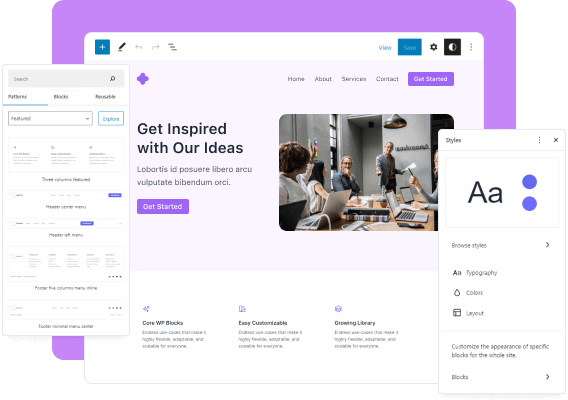 View
Save
Search
Patterns Blocks Reusable
Featured
Explore
Three columns featured
Header center menu
Header left menu
Footer five columns menu inline
Footer minimal menu center
Home About Services Contact
Get Started
Get Inspired
with Our Ideas
Lobortis id posuere libero arcu
vulputate bibendum orci.
Get Started
Core WP Blocks
Endless use-cases that make it
highly flexible, adaptable, and
scalable for everyone.
Easy Customizable
Endless use-cases that make it
highly flexible, adaptable, and
scalable for everyone.
Growing Library
Endless use-cases that make it
highly flexible, adaptable, and
scalable for everyone.
Styles
Aa
Browse styles
Aa Typography
Colors
Layout
Customize the appearance of specific
blocks for the whole site.
Blocks